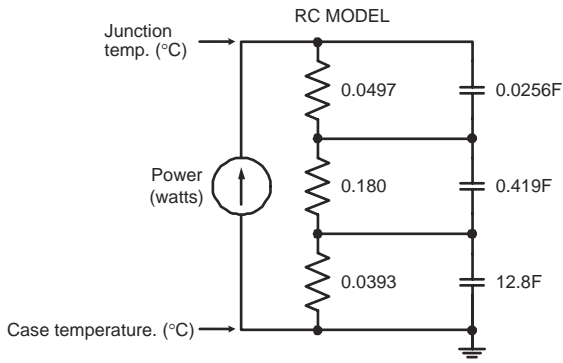 RC MODEL
Junction
temp. (°C)
0.0497
0.0256F
Power
(watts)
0.180
0.419F
0.0393
12.8F
Case temperature. (°C)